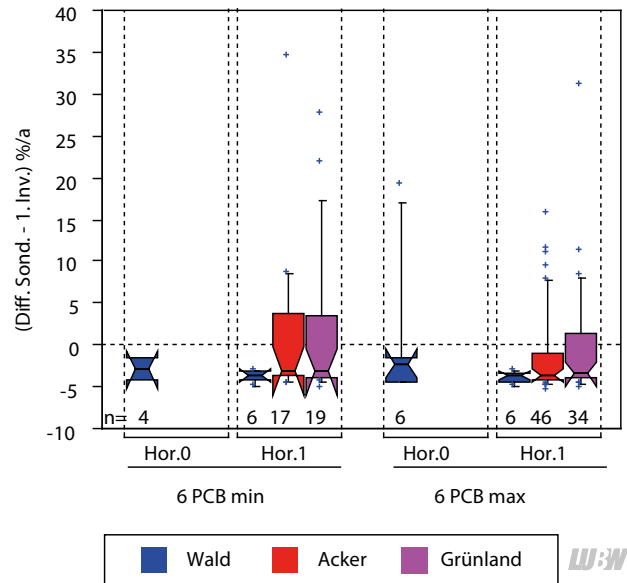 40
35
30
25
20
15
10
5
0
-5
-10
(Diff. Sond. - 1. Inv.) %/a
n= 4 6 17 19 6 6 46 34
Hor.0 Hor.1 Hor.0 Hor.1
6 PCB min 6 PCB max
Wald Acker Grünland
LUBW